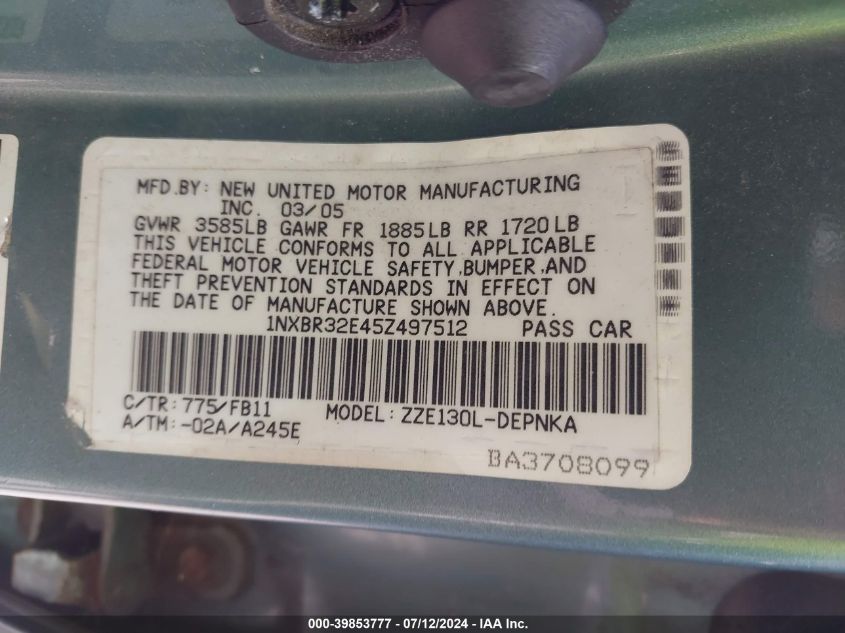 MFD.BY: NEW UNITED MOTOR MANUFACTURING
INC. 03/05
GVWR 3585LB GAWR FR 1885LB RR 1720LB
THIS VEHICLE CONFORMS TO ALL APPLICABLE
FEDERAL MOTOR VEHICLE SAFETY,BUMPER,AND
THEFT PREVENTION STANDARDS IN EFFECT ON
THE DATE OF MANUFACTURE SHOWN ABOVE.
1NXBR32E45Z497512 PASS CAR
C/TR:775/FB11 MODEL:ZZE130L-DEPNKA
A/TM:-02A/A245E
BA3708099
000-39853777 - 07/12/2024 - IAA Inc.